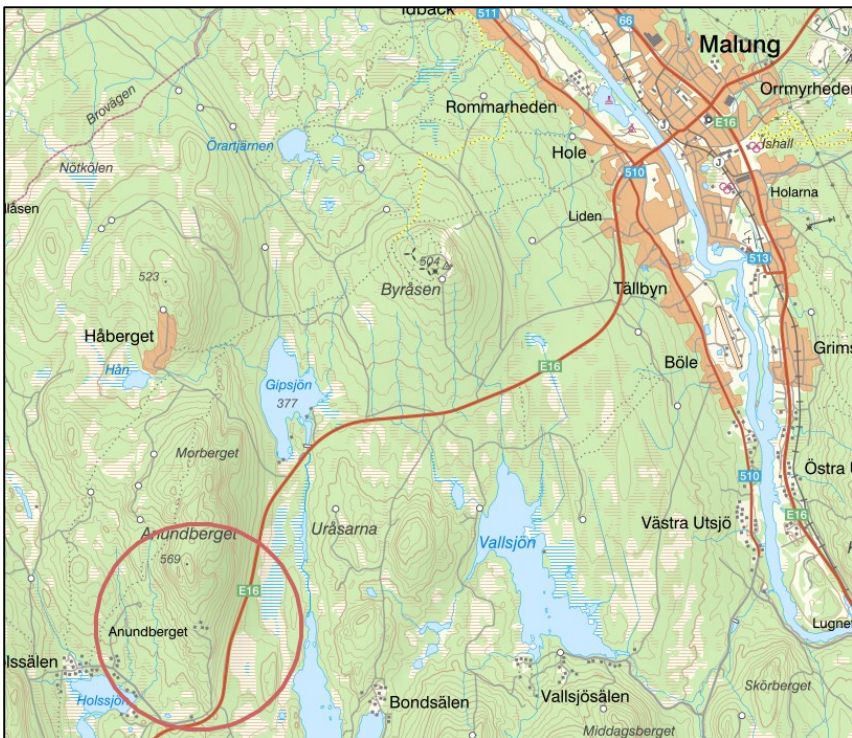 511
66
Malung
Brovägen
Rommarheden
Orrmyrheden
E16
Örartjärnen
Hole
Ishall
J
J
Nötkölen
510
Holarna
Liden
504
513
523
Byråsen
Tällbyn
Håberget
Hån
Gipsjön
377
E16
Böle
Morberget
Östra
510
Anundberget
Uråsarna
Västra Utsjö
Vallsjön
E16
569
E16
Anundberget
Holssjön
Bondsälen
Vallsjösälen
Skörberget
Middagsberget